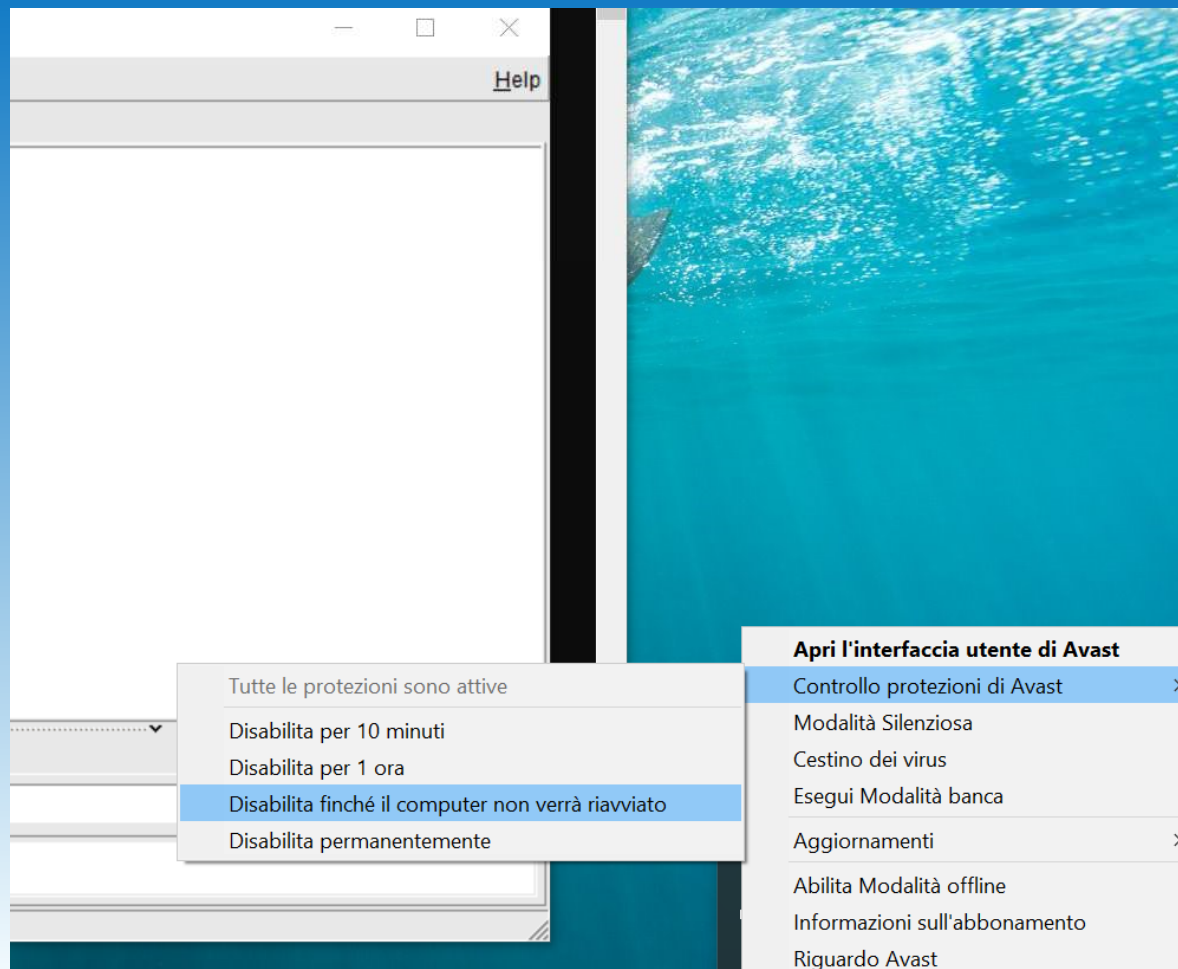 Help
Tutte le protezioni sono attive
Disabilita per 10 minuti
Disabilita per 1 ora
Disabilita finché il computer non verrà riavviato
Disabilita permanentemente
Apri l'interfaccia utente di Avast
Controllo protezioni di Avast
Modalità Silenziosa
Cestino dei virus
Esegui Modalità banca
Aggiornamenti
Abilita Modalità offline
Informazioni sull'abbonamento
Riguardo Avast